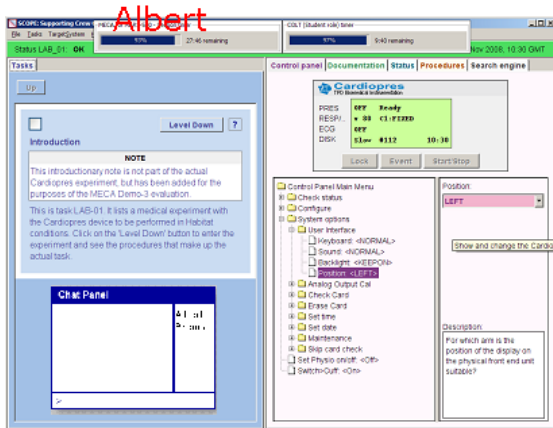 Albert
SCOPE: Supporting Crew
File Tasks TargetSystem
93%
27:46 remaining
COLT (Student role) timer
97%
9:40 remaining
Status LAB_01: OK
Nov 2008, 10:30 GMT
Tasks
Up
Level Down
?
Introduction
NOTE
This introductionary note is not part of the actual
Cardiopres experiment, but has been added for the
purposes of the MECA Demo-3 evaluation.
This is task LAB-01. It lists a medical experiment with
the Cardiopres device to be performed in Habitat
conditions. Click on the 'Level Down' button to enter the
experiment and see the procedures that make up the
actual task.
Chat Panel
>
Control panel Documentation Status Procedures Search engine
Cardiopres
TPD Biomedical Instrumentation
PRES OFF Ready
RESP/.. 80 C1:FIXED
ECG OFF
DISK Slow #112 10:30
Lock Event Start/Stop
Control Panel Main Menu
Check status
Configure
System options
User Interface
Keyboard: <NORMAL>
Sound: <NORMAL>
Backlight: <KEEPON>
Position: <LEFT>
Analog Output Cal
Check Card
Erase Card
Set time
Set date
Maintenance
Skip card check
Set Physio on/off: <Off>
Switch>Cuff: <On>
Position:
LEFT
Show and change the Cardio
Description:
For which arm is the
position of the display on
the physical front end unit
suitable?